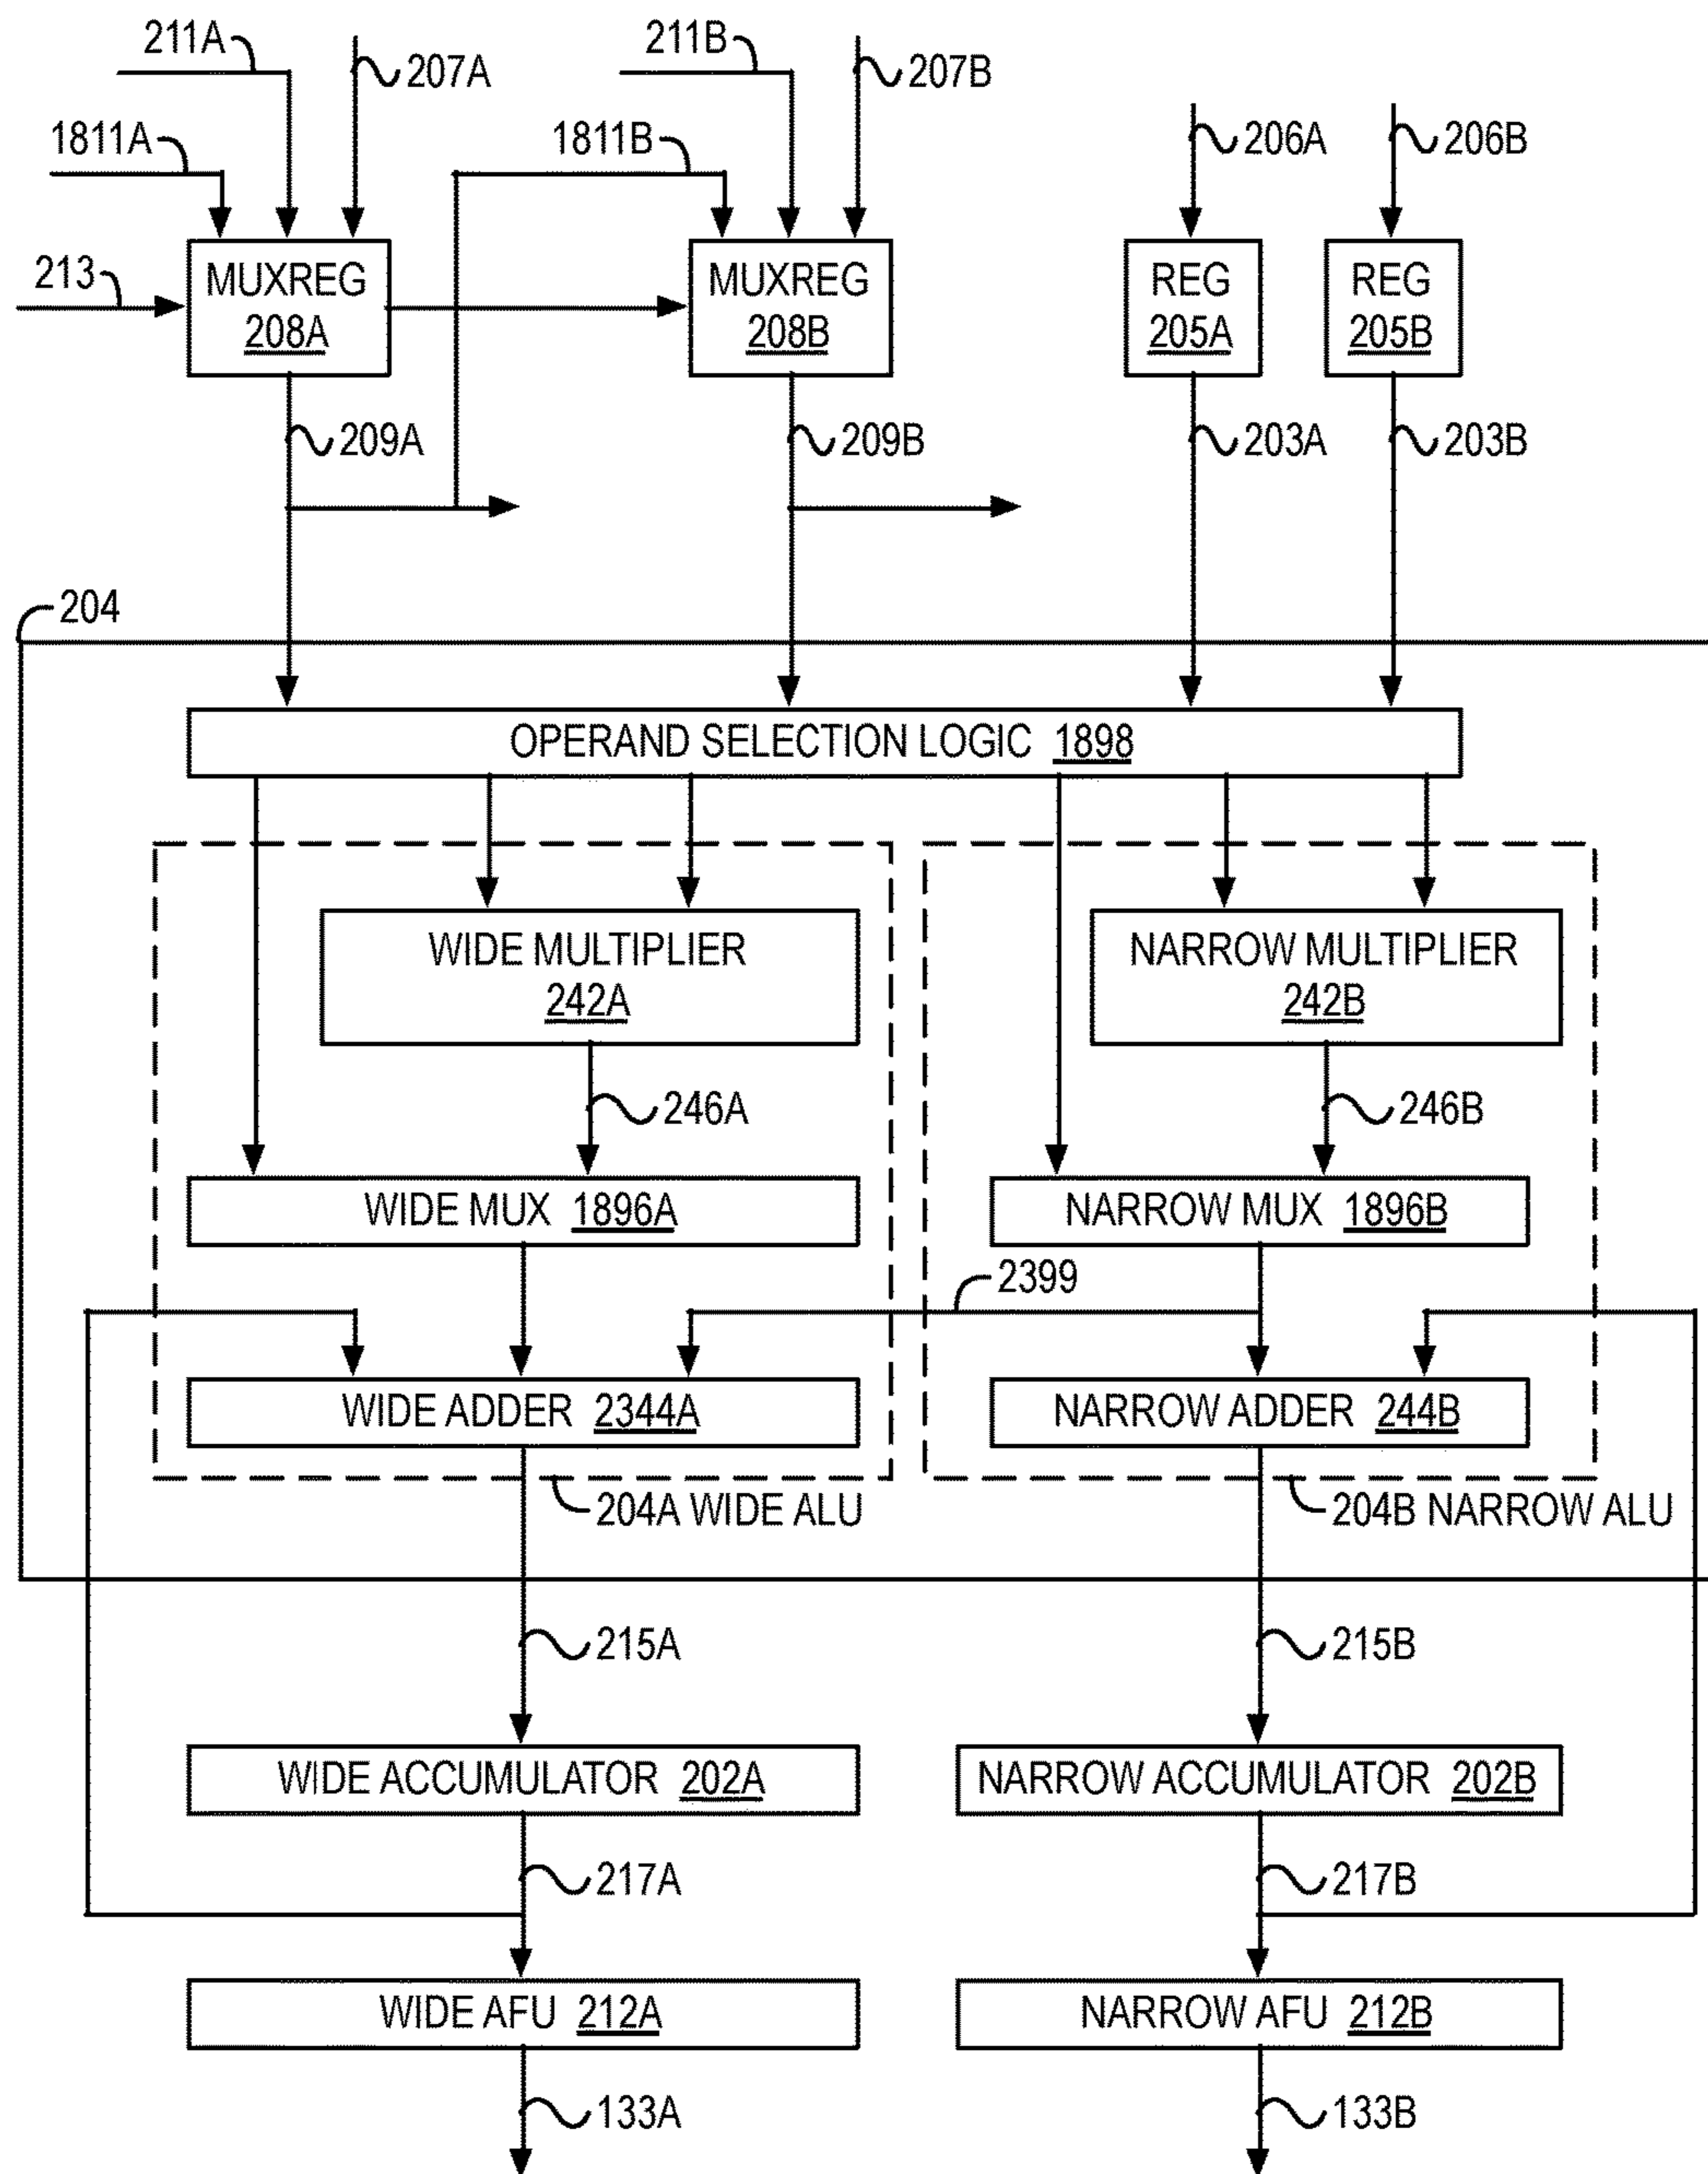 211A
207A
211B
207B
1811A
1811B
206A
206B
213
MUXREG
208A
MUXREG
208B
REG
205A
REG
205B
209A
209B
203A
203B
204
OPERAND SELECTION LOGIC 1898
WIDE MULTIPLIER
242A
NARROW MULTIPLIER
242B
246A
246B
WIDE MUX 1896A
NARROW MUX 1896B
2399
WIDE ADDER 2344A
NARROW ADDER 244B
204A WIDE ALU
204B NARROW ALU
215A
215B
WIDE ACCUMULATOR 202A
NARROW ACCUMULATOR 202B
217A
217B
WIDE AFU 212A
NARROW AFU 212B
133A
133B